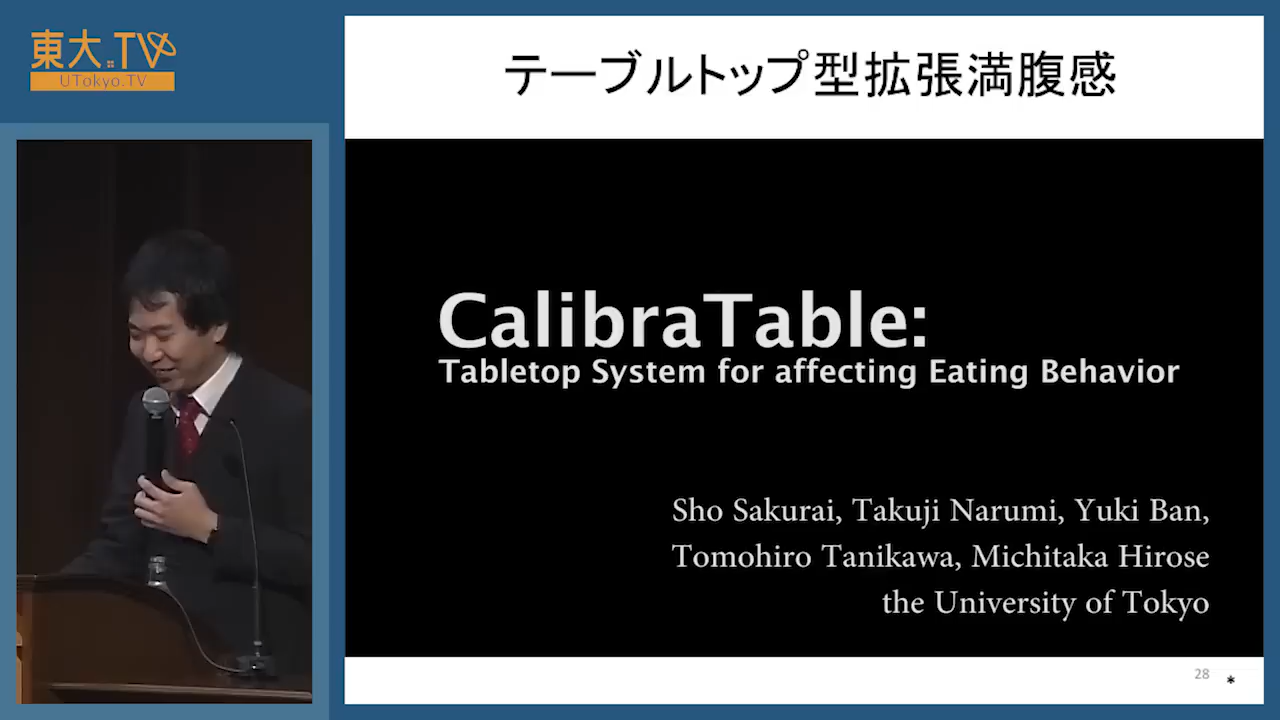 東大TV
UTokyo.TV
テーブルトップ型拡張満腹感
CalibraTable:
Tabletop System for affecting Eating Behavior
Sho Sakurai, Takuji Narumi, Yuki Ban,
Tomohiro Tanikawa, Michitaka Hirose
the University of Tokyo
28
*